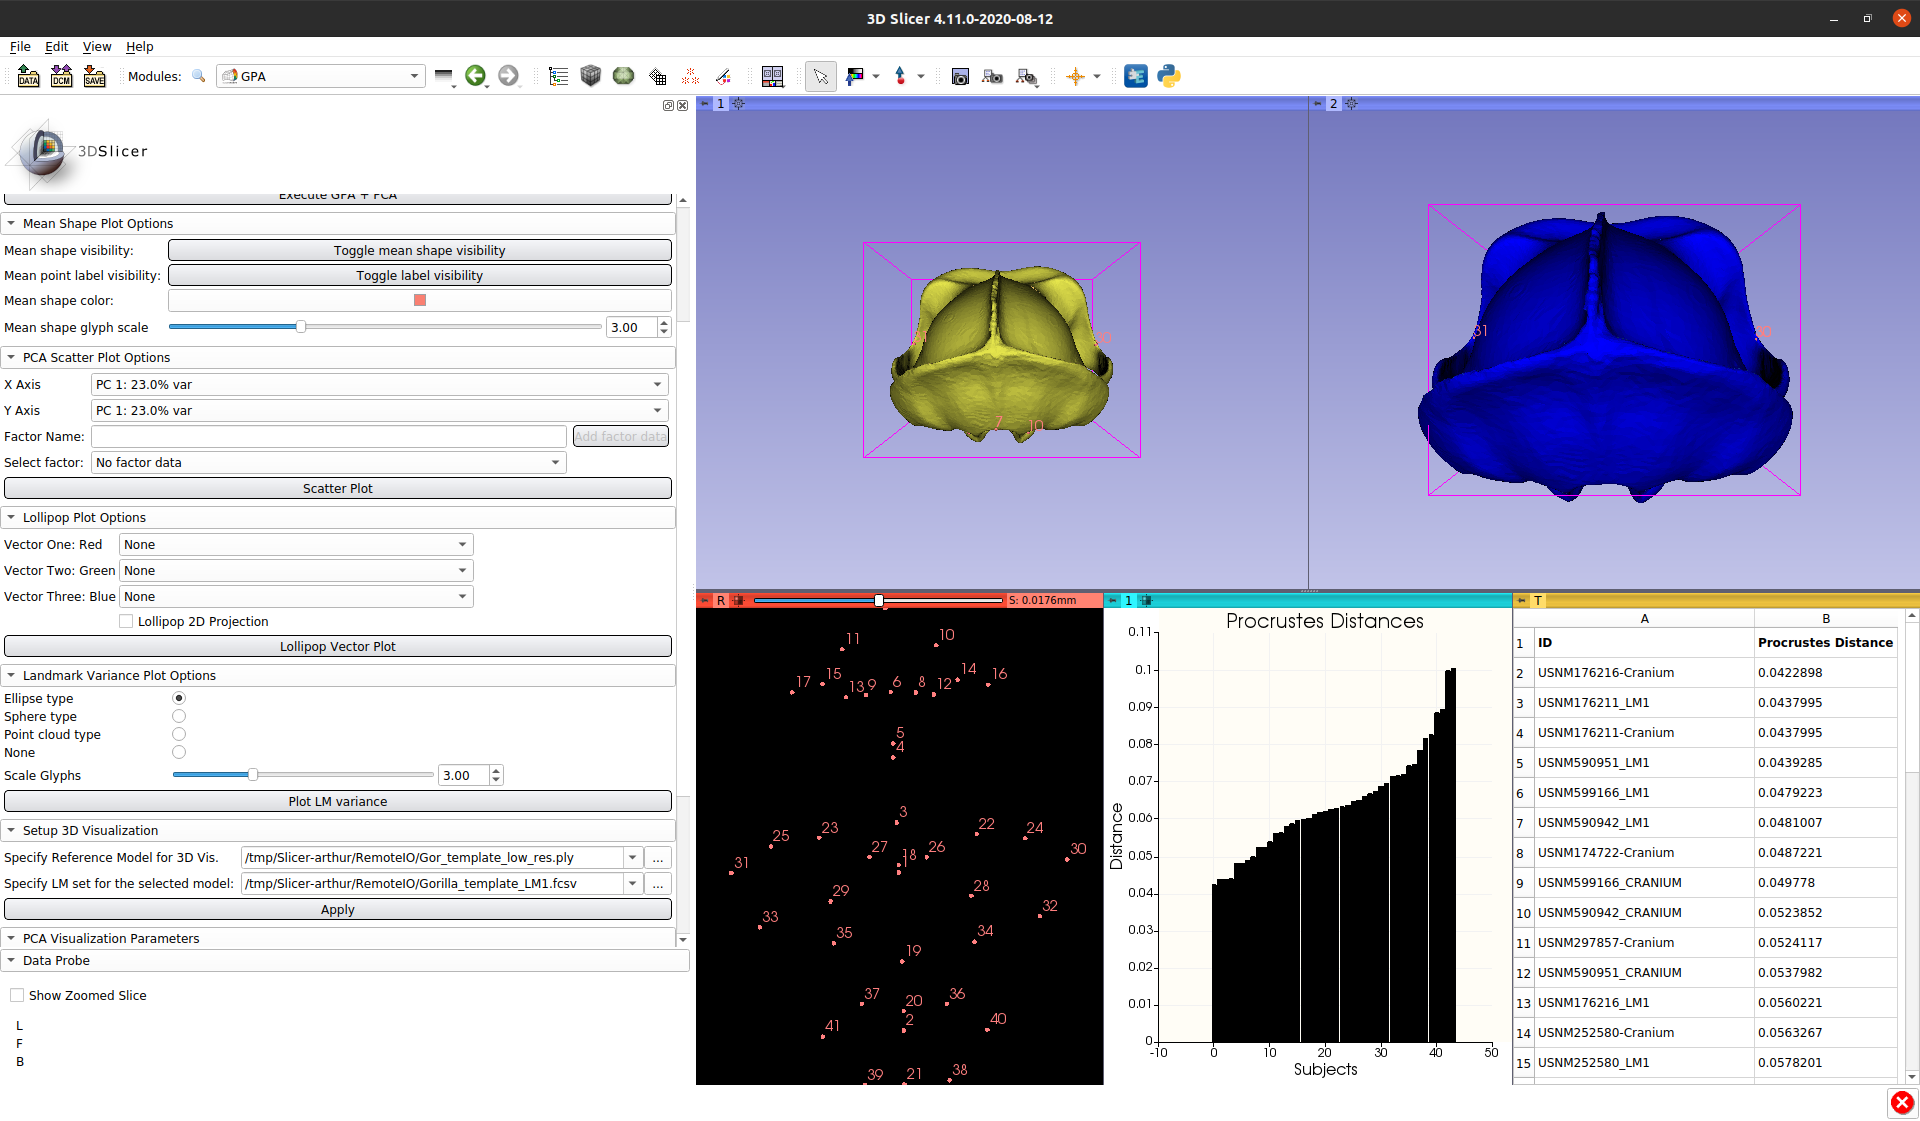 3D Slicer 4.11.0-2020-08-12
File Edit View Help
DATA DCM SAVE Modules: GPA
3DSlicer
Execute GPA + PCA
Mean Shape Plot Options
Mean shape visibility: Toggle mean shape visibility
Mean point label visibility: Toggle label visibility
Mean shape color:
Mean shape glyph scale 3.00
PCA Scatter Plot Options
X Axis PC 1: 23.0% var
Y Axis PC 1: 23.0% var
Factor Name: Add factor data
Select factor: No factor data
Scatter Plot
Lollipop Plot Options
Vector One: Red None
Vector Two: Green None
Vector Three: Blue None
Lollipop 2D Projection
Lollipop Vector Plot
Landmark Variance Plot Options
Ellipse type
Sphere type
Point cloud type
None
Scale Glyphs 3.00
Plot LM variance
Setup 3D Visualization
Specify Reference Model for 3D Vis. /tmp/Slicer-arthur/RemoteIO/Gor_template_low_res.ply ...
Specify LM set for the selected model: /tmp/Slicer-arthur/RemoteIO/Gorilla_template_LM1.fcsv ...
Apply
PCA Visualization Parameters
Data Probe
Show Zoomed Slice
L
F
B
1
30
7 10
2
31 30
R S: 0.0176mm
11 10
17 15 13 9 6 8 12 14 16
5
4
3
25 23 27 18 26 22 24 30
31 1
29 28 32
33 35 34
19
37 20 36
41 2 40
39 21 38
1
Procrustes Distances
0.11
0.1
0.09
0.08
0.07
0.06
0.05
0.04
0.03
0.02
0.01
0
Distance
-10 0 10 20 30 40 50
Subjects
T
A B
1 ID Procrustes Distance
2 USNM176216-Cranium 0.0422898
3 USNM176211_LM1 0.0437995
4 USNM176211-Cranium 0.0437995
5 USNM590951_LM1 0.0439285
6 USNM599166_LM1 0.0479223
7 USNM590942_LM1 0.0481007
8 USNM174722-Cranium 0.0487221
9 USNM599166_CRANIUM 0.049778
10 USNM590942_CRANIUM 0.0523852
11 USNM297857-Cranium 0.0524117
12 USNM590951_CRANIUM 0.0537982
13 USNM176216_LM1 0.0560221
14 USNM252580-Cranium 0.0563267
15 USNM252580_LM1 0.0578201